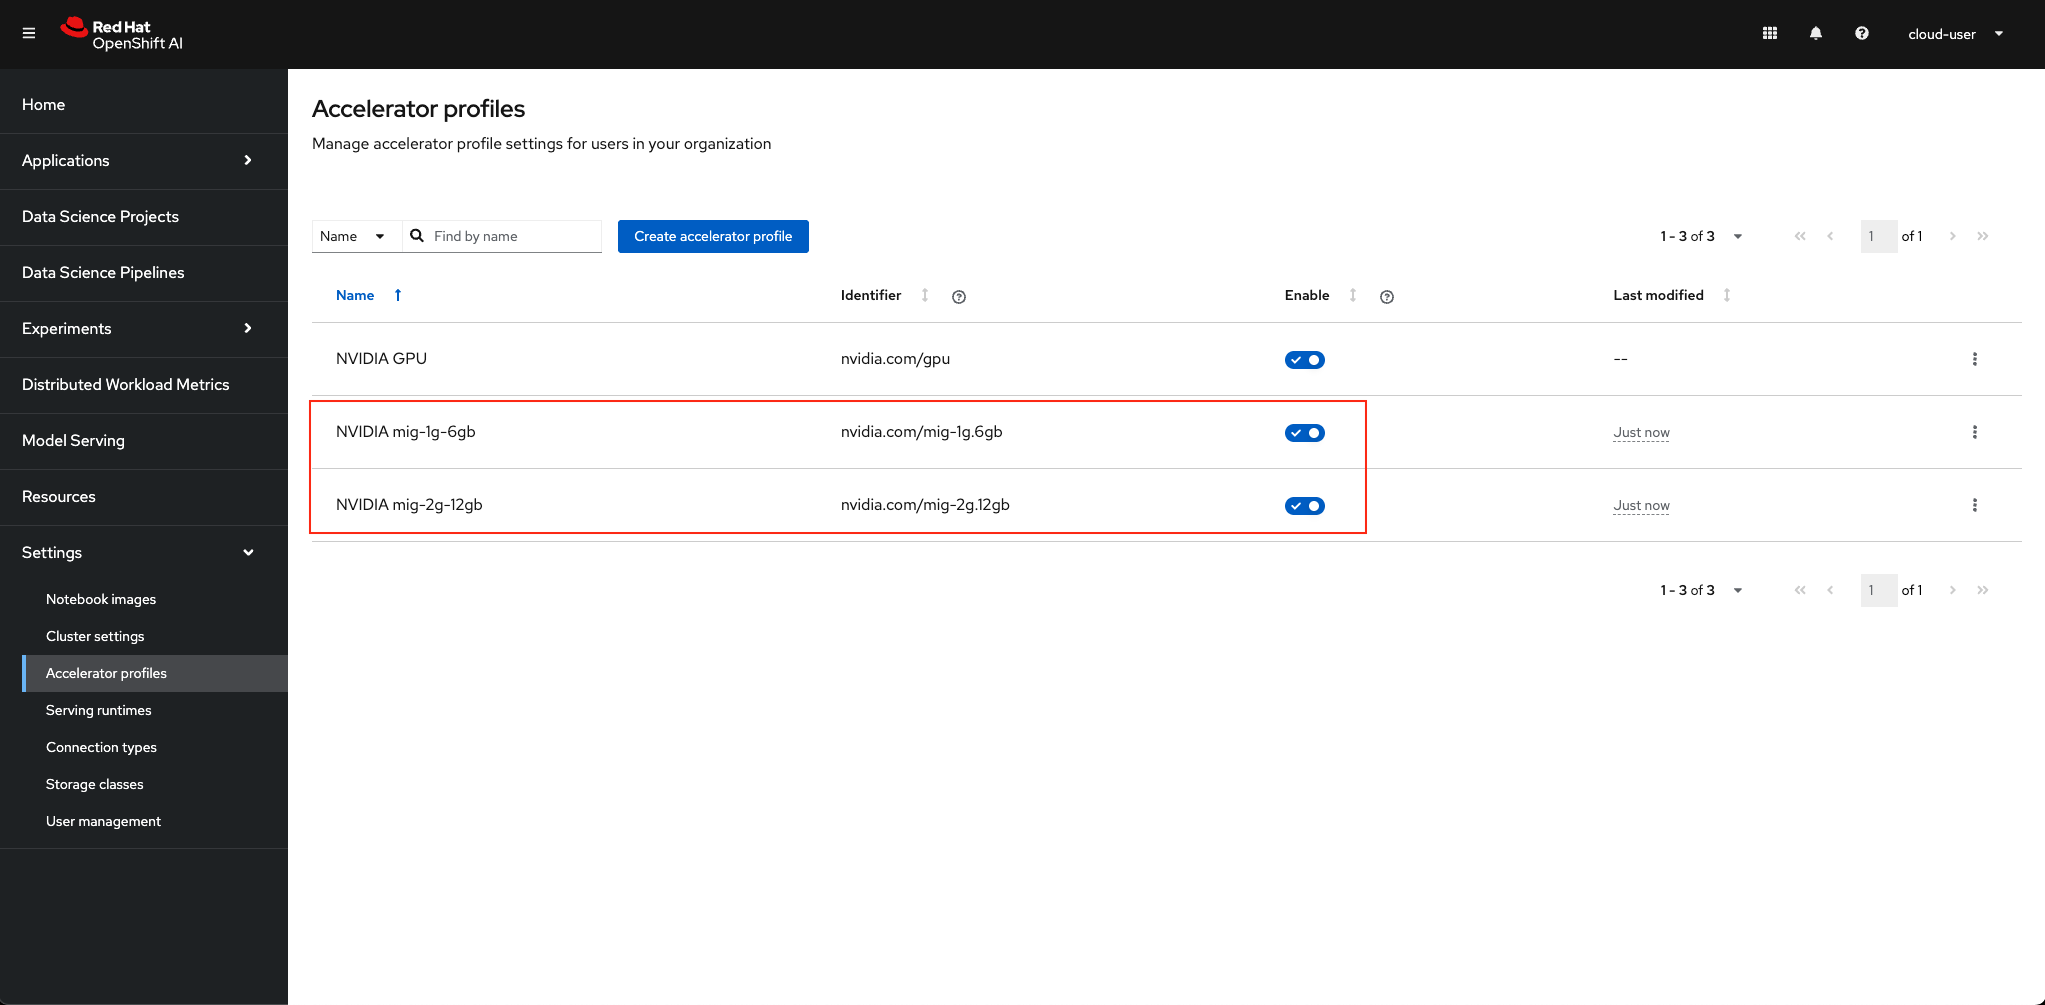 Red Hat
OpenShift AI
cloud-user
Home
Applications
Data Science Projects
Data Science Pipelines
Experiments
Distributed Workload Metrics
Model Serving
Resources
Settings
Notebook images
Cluster settings
Accelerator profiles
Serving runtimes
Connection types
Storage classes
User management
Accelerator profiles
Manage accelerator profile settings for users in your organization
Name Find by name Create accelerator profile 1 - 3 of 3 1 of 1
Name Identifier Enable Last modified
NVIDIA GPU nvidia.com/gpu --
NVIDIA mig-1g-6gb nvidia.com/mig-1g.6gb Just now
NVIDIA mig-2g-12gb nvidia.com/mig-2g.12gb Just now
1 - 3 of 3 1 of 1